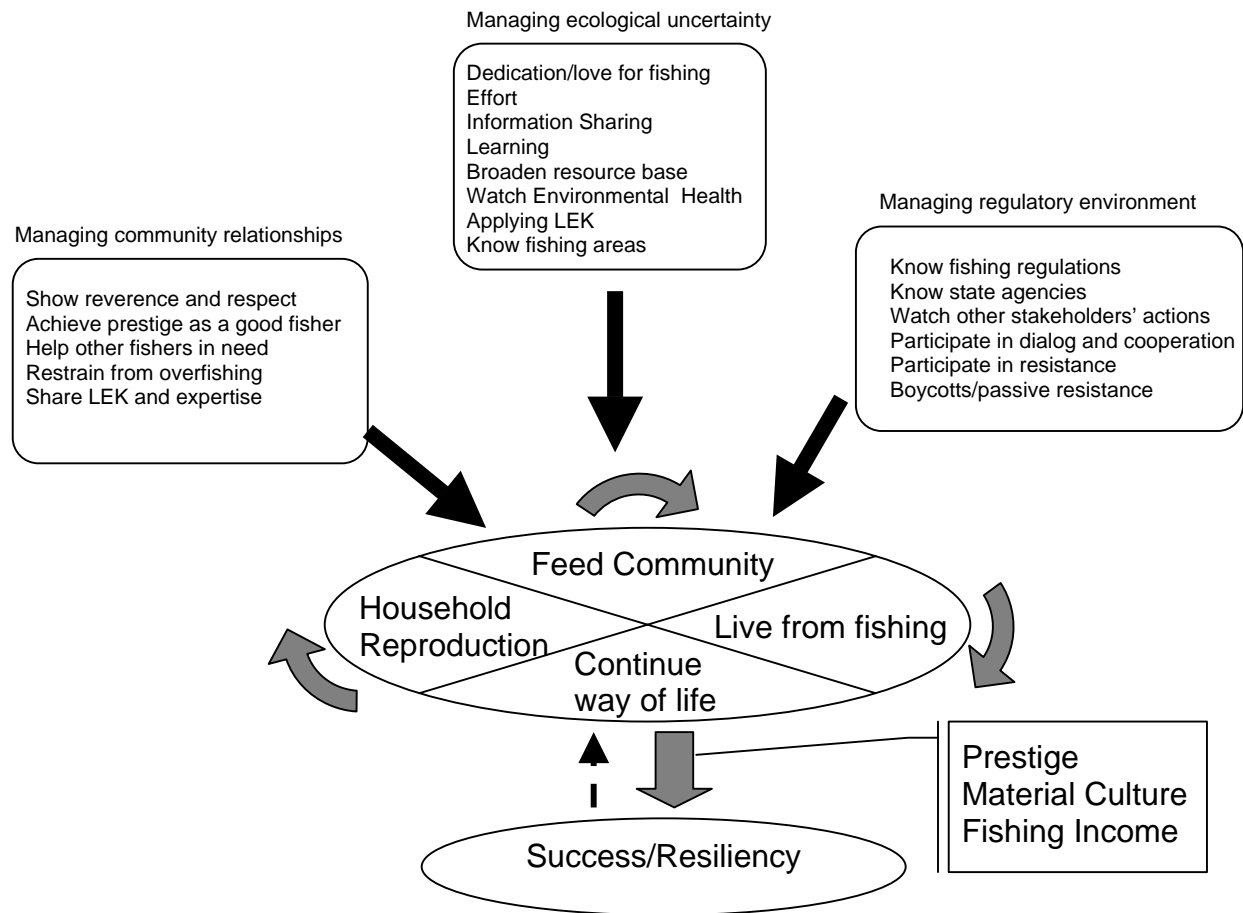 Managing ecological uncertainty
Dedication/love for fishing
Effort
Information Sharing
Learning
Broaden resource base
Watch Environmental Health
Applying LEK
Know fishing areas
Managing regulatory environment
Know fishing regulations
Know state agencies
Watch other stakeholders’ actions
Participate in dialog and cooperation
Participate in resistance
Boycotts/passive resistance
Managing community relationships
Show reverence and respect
Achieve prestige as a good fisher
Help other fishers in need
Restrain from overfishing
Share LEK and expertise
Feed Community
Household
Reproduction
Live from fishing
Continue
way of life
Prestige
Material Culture
Fishing Income
Success/Resiliency